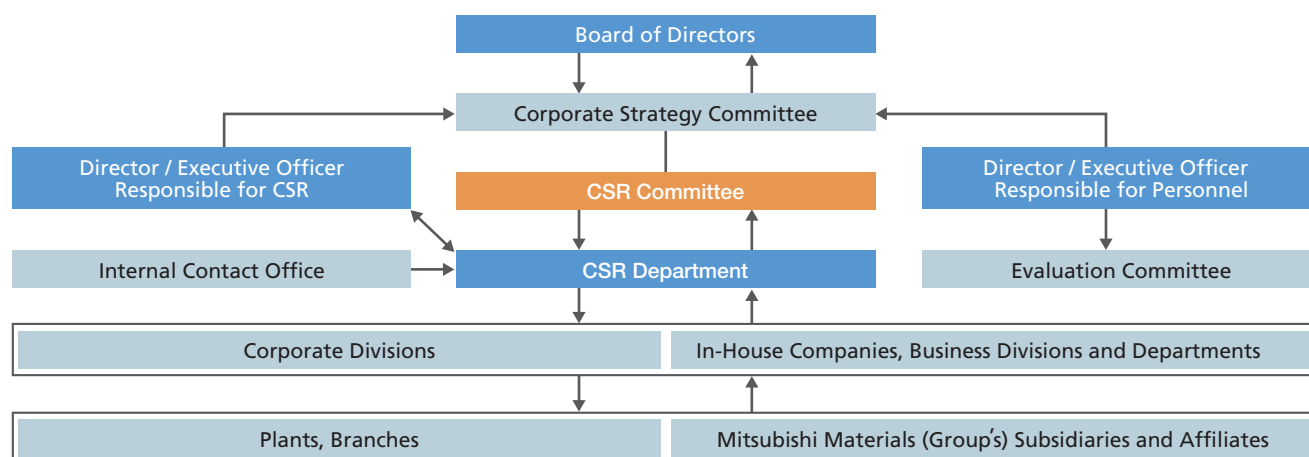 Board of Directors
Corporate Strategy Committee
Director / Executive Officer
Responsible for CSR
Director / Executive Officer
Responsible for Personnel
CSR Committee
Internal Contact Office
CSR Department
Evaluation Committee
Corporate Divisions
In-House Companies, Business Divisions and Departments
Plants, Branches
Mitsubishi Materials (Group's) Subsidiaries and Affiliates